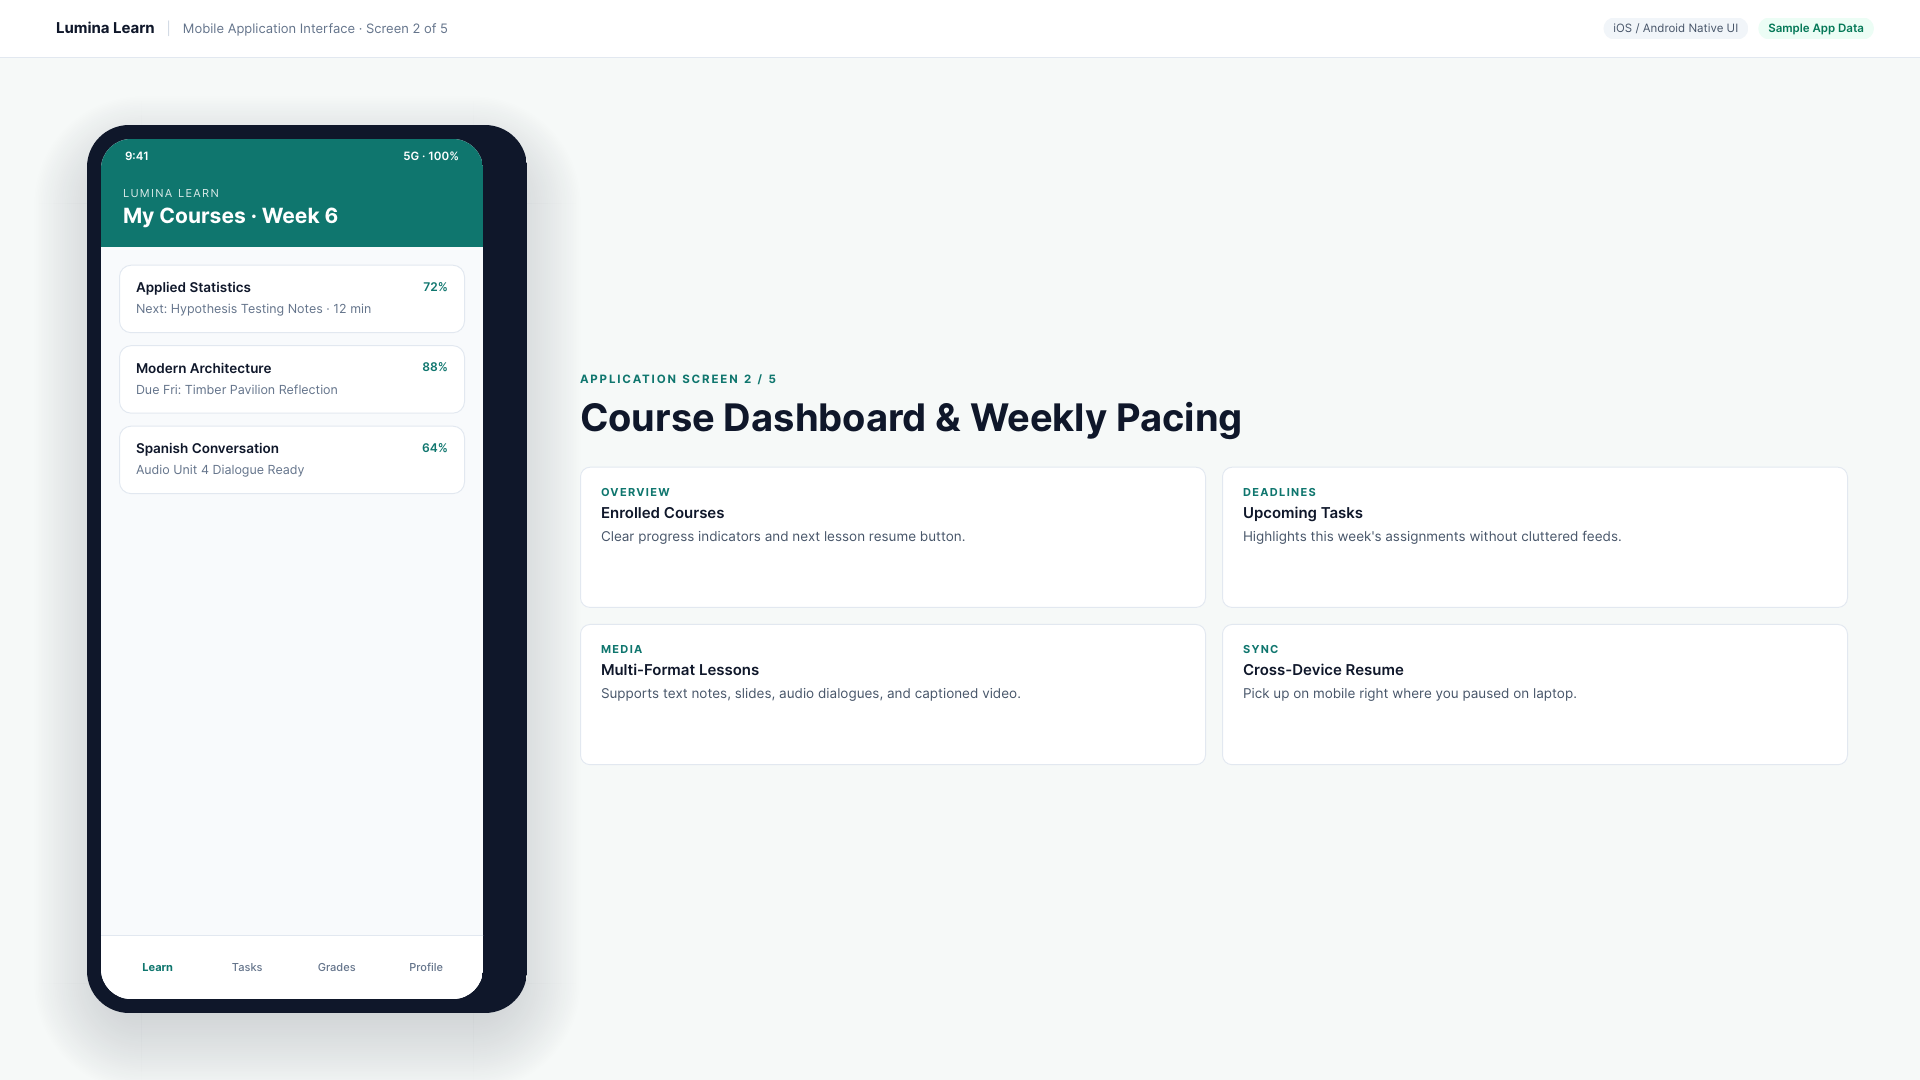 Lumina Learn
Mobile Application Interface · Screen 2 of 5
iOS / Android Native UI
Sample App Data
9:41
5G · 100%
LUMINA LEARN
My Courses · Week 6
Applied Statistics
72%
Next: Hypothesis Testing Notes · 12 min
Modern Architecture
88%
Due Fri: Timber Pavilion Reflection
Spanish Conversation
64%
Audio Unit 4 Dialogue Ready
Learn
Tasks
Grades
Profile
APPLICATION SCREEN 2 / 5
Course Dashboard & Weekly Pacing
OVERVIEW
Enrolled Courses
Clear progress indicators and next lesson resume button.
DEADLINES
Upcoming Tasks
Highlights this week's assignments without cluttered feeds.
MEDIA
Multi-Format Lessons
Supports text notes, slides, audio dialogues, and captioned video.
SYNC
Cross-Device Resume
Pick up on mobile right where you paused on laptop.